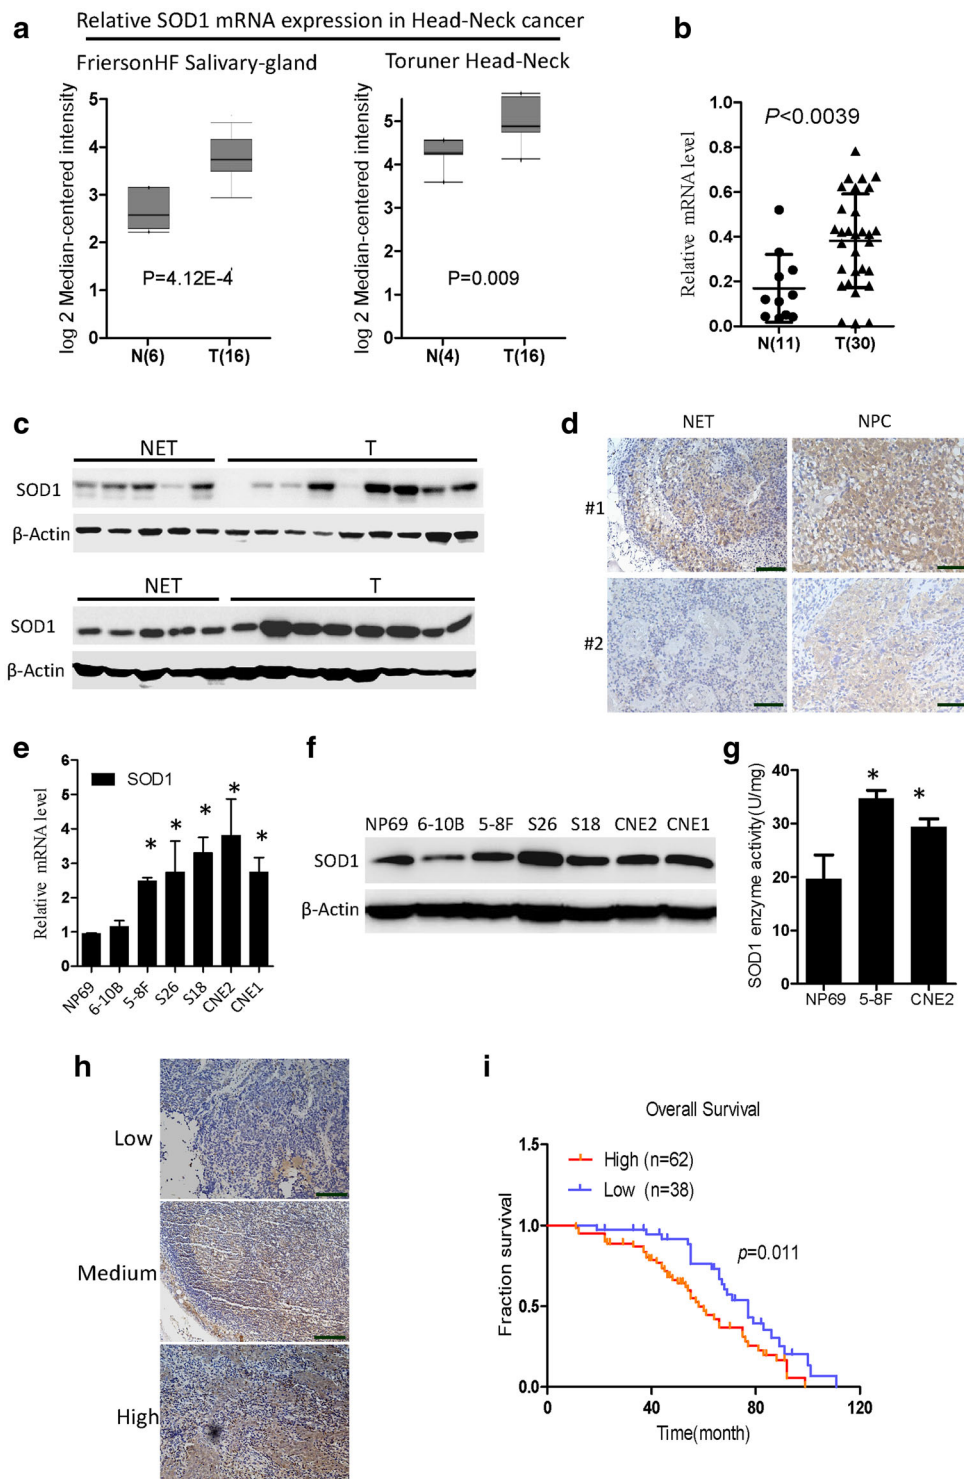 a
Relative SOD1 mRNA expression in Head-Neck cancer
FriersonHF Salivary-gland
log 2 Median-centered intensity
5
4
3
2
1
0
P=4.12E-4
N(6)
T(16)
Toruner Head-Neck
log 2 Median-centered intensity
5
4
3
2
1
0
P=0.009
N(4)
T(16)
b
Relative mRNA level
1.0
0.8
0.6
0.4
0.2
0.0
P<0.0039
N(11)
T(30)
c
NET
T
SOD1
β-Actin
NET
T
SOD1
β-Actin
d
NET
NPC
#1
#2
e
Relative mRNA level
6
5
4
3
2
1
0
SOD1
* * * * *
NP69
6-10B
5-8F
S26
S18
CNE2
CNE1
f
NP69 6-10B 5-8F S26 S18 CNE2 CNE1
SOD1
β-Actin
g
SOD1 enzyme activity(U/mg)
40
30
20
10
0
* *
NP69
5-8F
CNE2
h
Low
Medium
High
i
Overall Survival
Fraction survival
1.5
1.0
0.5
0.0
High (n=62)
Low (n=38)
p=0.011
0
40
80
120
Time(month)